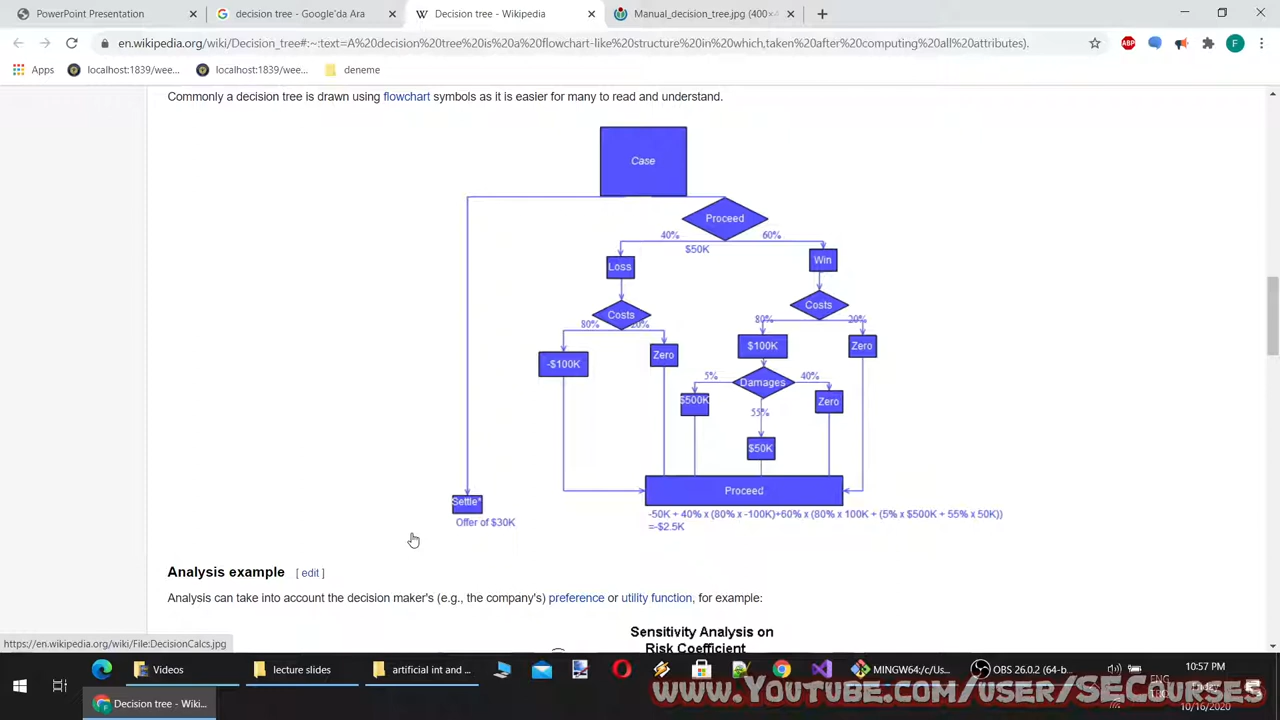 PowerPoint Presentation
decision tree - Google'da Ara
Decision tree - Wikipedia
Manual_decision_tree.jpg (400×4
en.wikipedia.org/wiki/Decision_tree#:~:text=A%20decision%20tree%20is%20a%20flowchart-like%20structure%20in%20which,taken%20after%20computing%20all%20attributes).
ABP
F
Apps
localhost:1839/wee...
localhost:1839/wee...
deneme
Commonly a decision tree is drawn using flowchart symbols as it is easier for many to read and understand.
Case
Proceed
40%
60%
$50K
Loss
Win
Costs
Costs
80%
20%
80%
20%
-$100K
Zero
$100K
Zero
5%
Damages
40%
$500K
Zero
55%
$50K
Settle*
Offer of $30K
Proceed
-50K + 40% x (80% x -100K)+60% x (80% x 100K + (5% x $500K + 55% x 50K))
=-$2.5K
Analysis example [ edit ]
Analysis can take into account the decision maker's (e.g., the company's) preference or utility function, for example:
Sensitivity Analysis on
Risk Coefficient
https://en.wikipedia.org/wiki/File:DecisionCalcs.jpg
Videos
lecture slides
artificial int and ...
MINGW64:/c/Us...
OBS 26.0.2 (64-b...
ENG
10:57 PM
Friday
10/16/2020
Decision tree - Wiki...
www.Youtube.com/user/SECourses